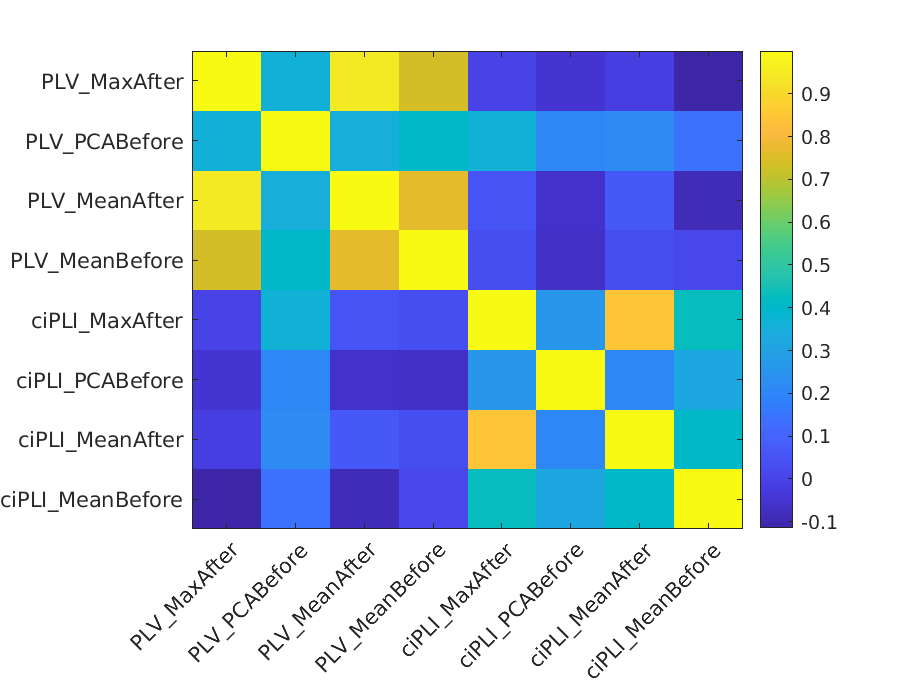 PLV_MaxAfter
PLV_PCABefore
PLV_MeanAfter
PLV_MeanBefore
ciPLI_MaxAfter
ciPLI_PCABefore
ciPLI_MeanAfter
ciPLI_MeanBefore
0.9
0.8
0.7
0.6
0.5
0.4
0.3
0.2
0.1
0
-0.1
PLV_MaxAfter
PLV_PCABefore
PLV_MeanAfter
PLV_MeanBefore
ciPLI_MaxAfter
ciPLI_PCABefore
ciPLI_MeanAfter
ciPLI_MeanBefore